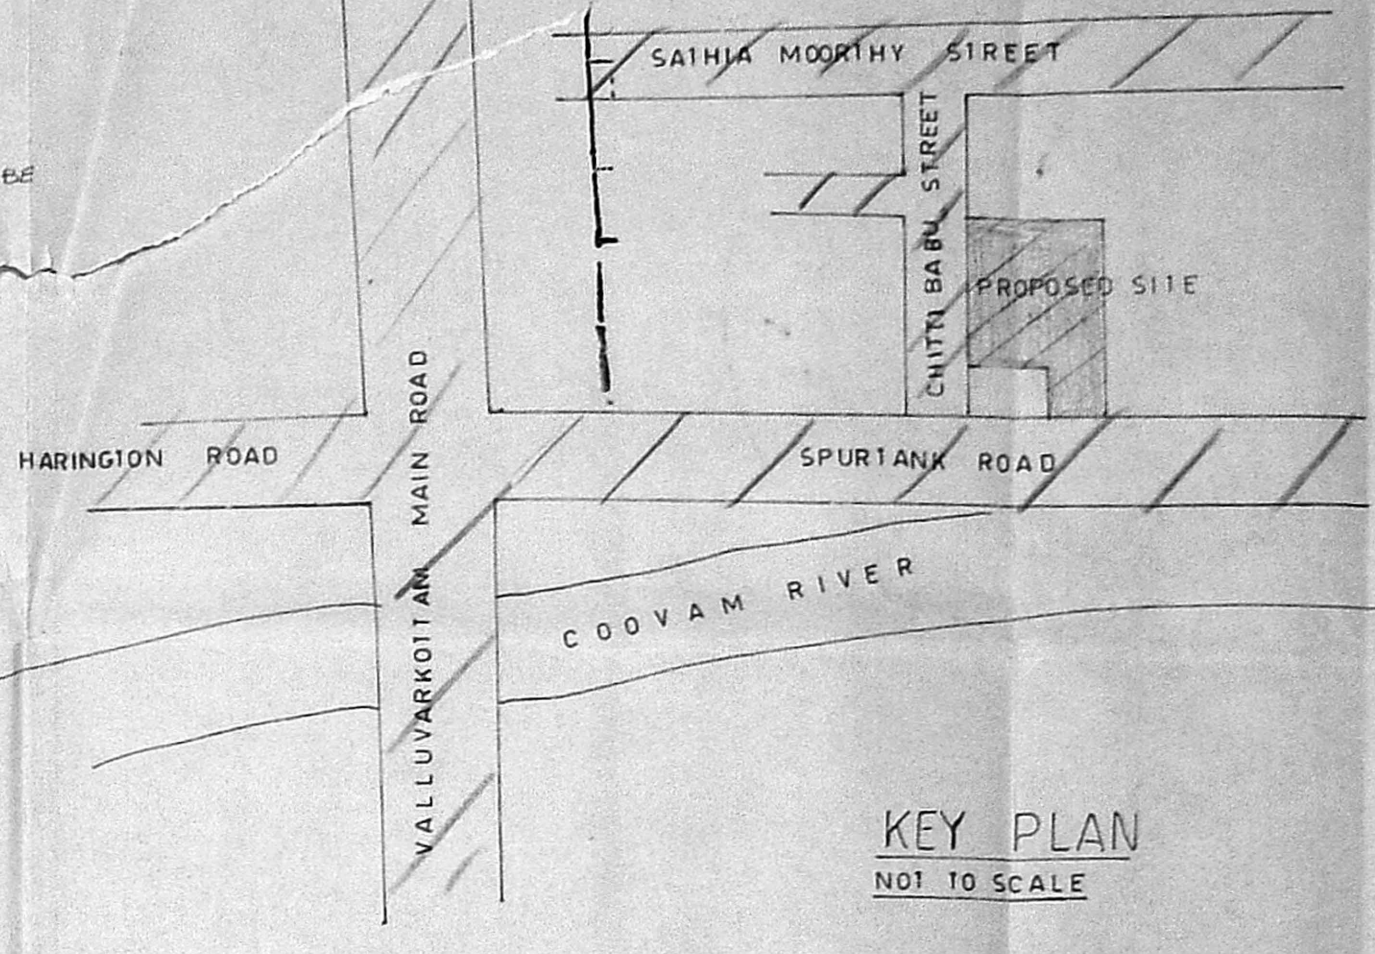 SATHIA MOORTHY STREET
BE
CHITTI BABU STREET
PROPOSED SITE
HARINGTON ROAD
VALLUVARKOTTAM MAIN ROAD
SPURTANK ROAD
COOVAM RIVER
KEY PLAN
NOT TO SCALE